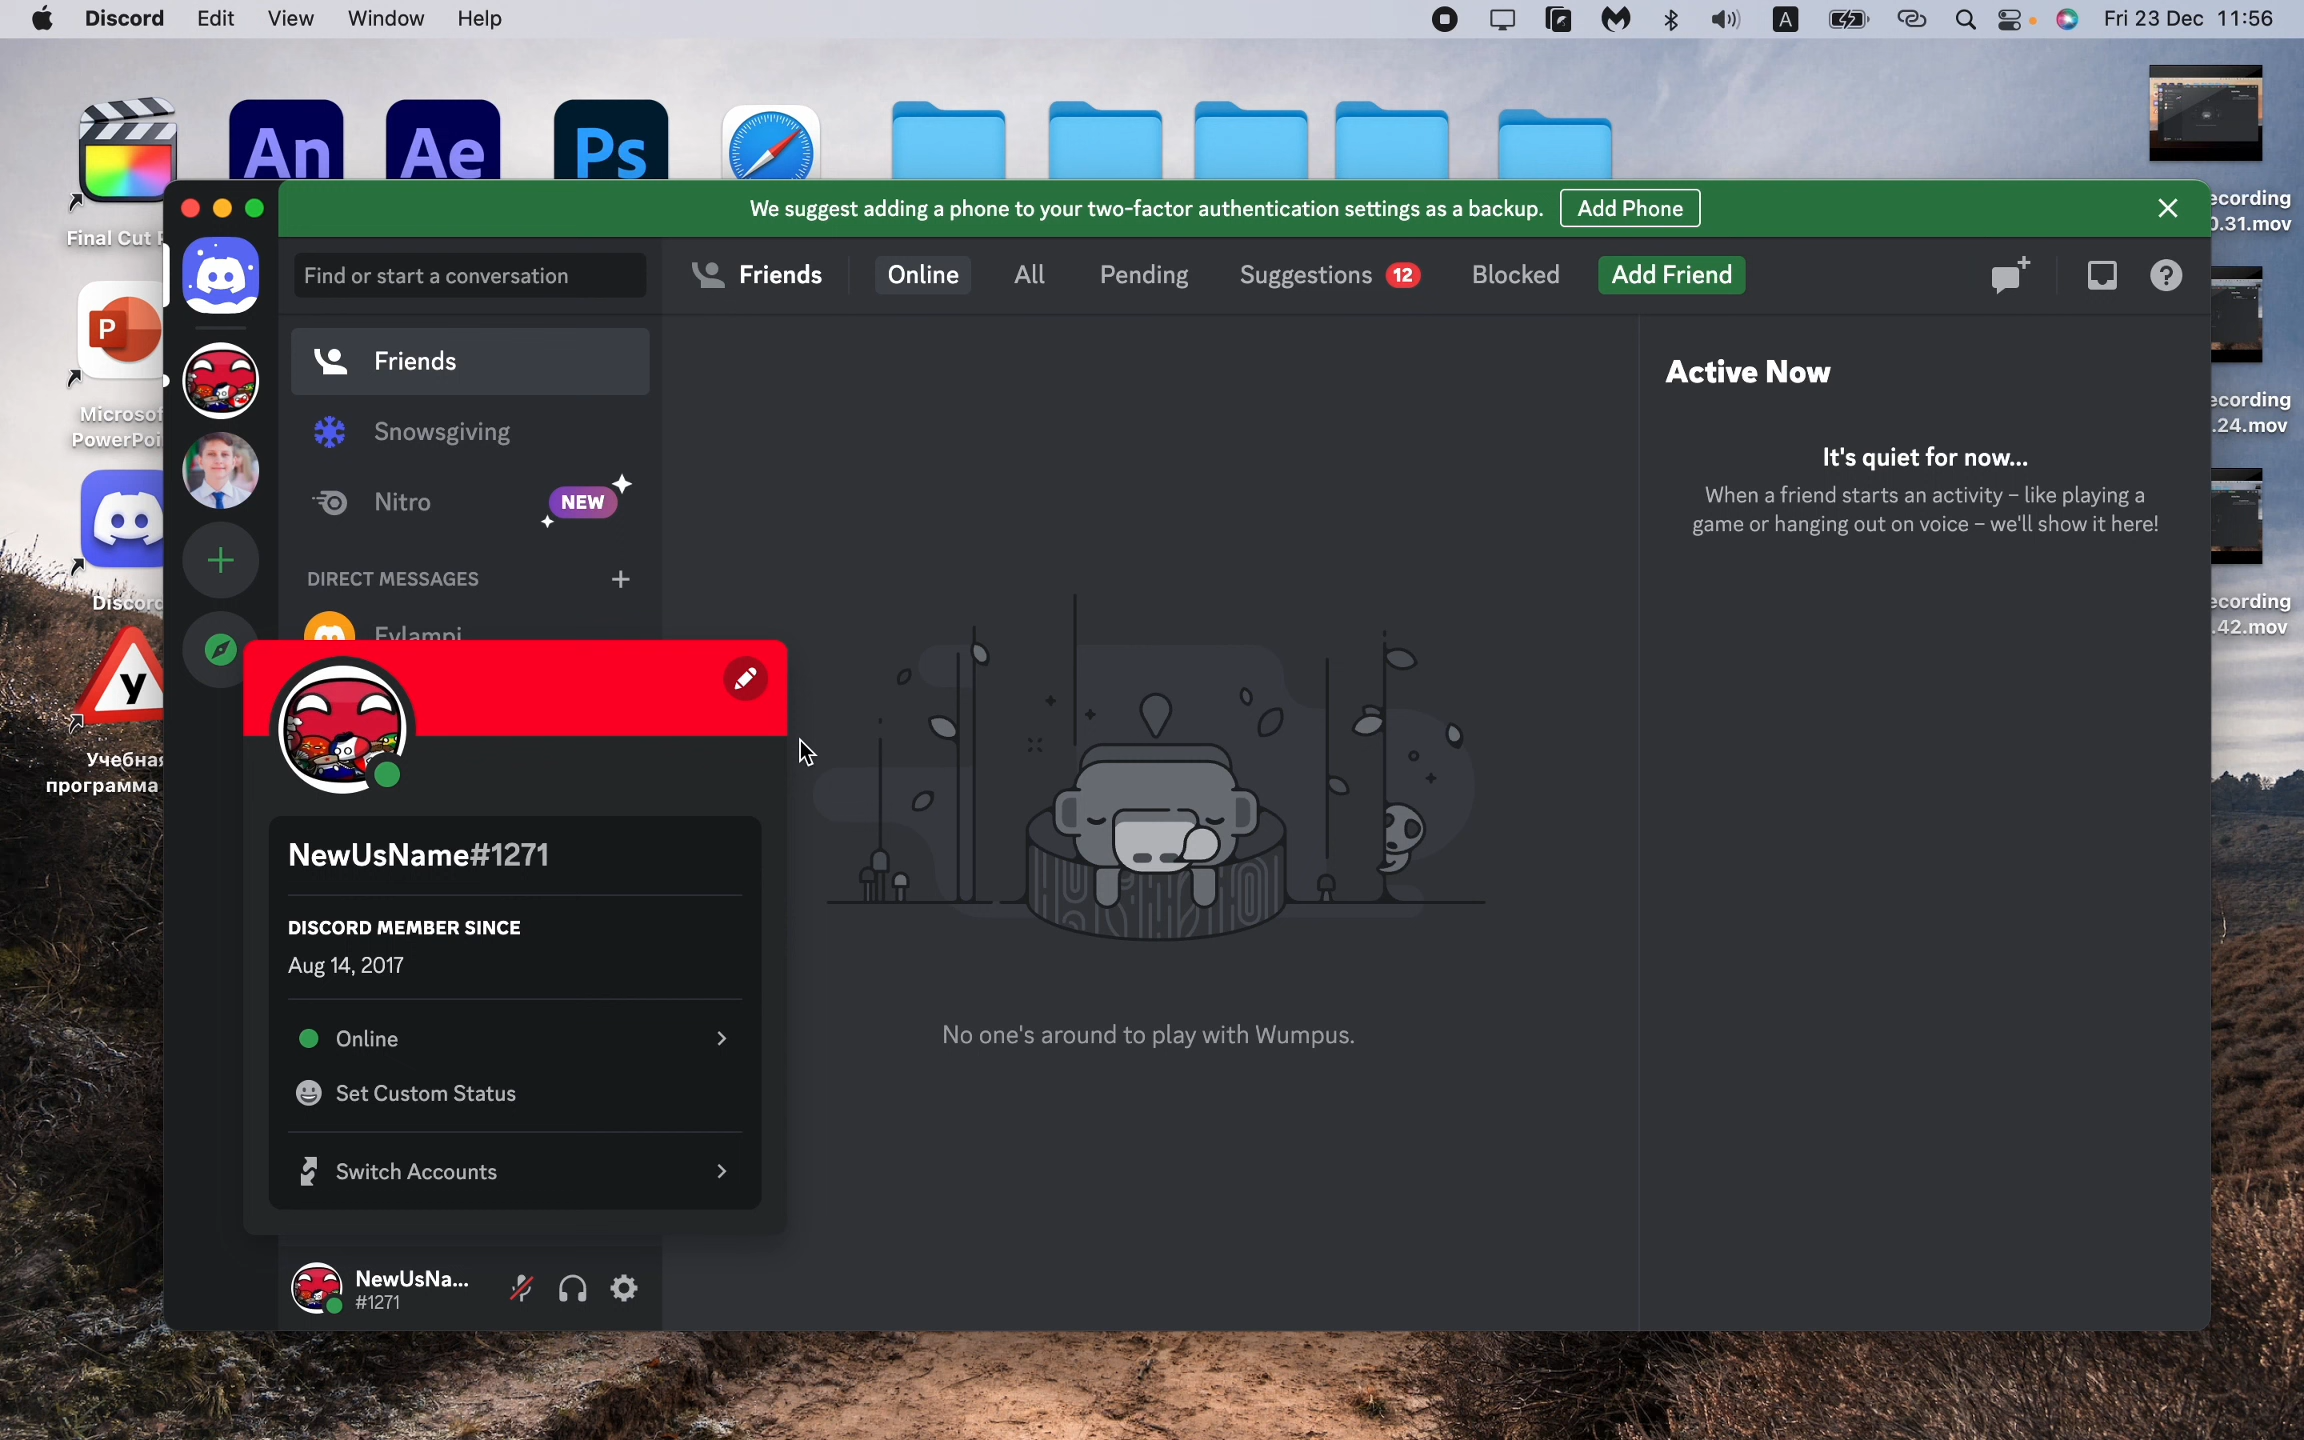 Discord Edit View Window Help
A Fri 23 Dec 11:56
An Ae Ps
Final Cut
ecording
0.31.mov
P
Microsof
PowerPoi
ecording
.24.mov
Discord
ecording
.42.mov
У
Учебная
программа
We suggest adding a phone to your two-factor authentication settings as a backup. Add Phone
Find or start a conversation
Friends Online All Pending Suggestions 12 Blocked Add Friend
Friends
Snowsgiving
Nitro NEW
DIRECT MESSAGES
Evlampi
NewUsName#1271
DISCORD MEMBER SINCE
Aug 14, 2017
Online
Set Custom Status
Switch Accounts
NewUsNa...
#1271
No one's around to play with Wumpus.
Active Now
It's quiet for now...
When a friend starts an activity – like playing a
game or hanging out on voice – we'll show it here!